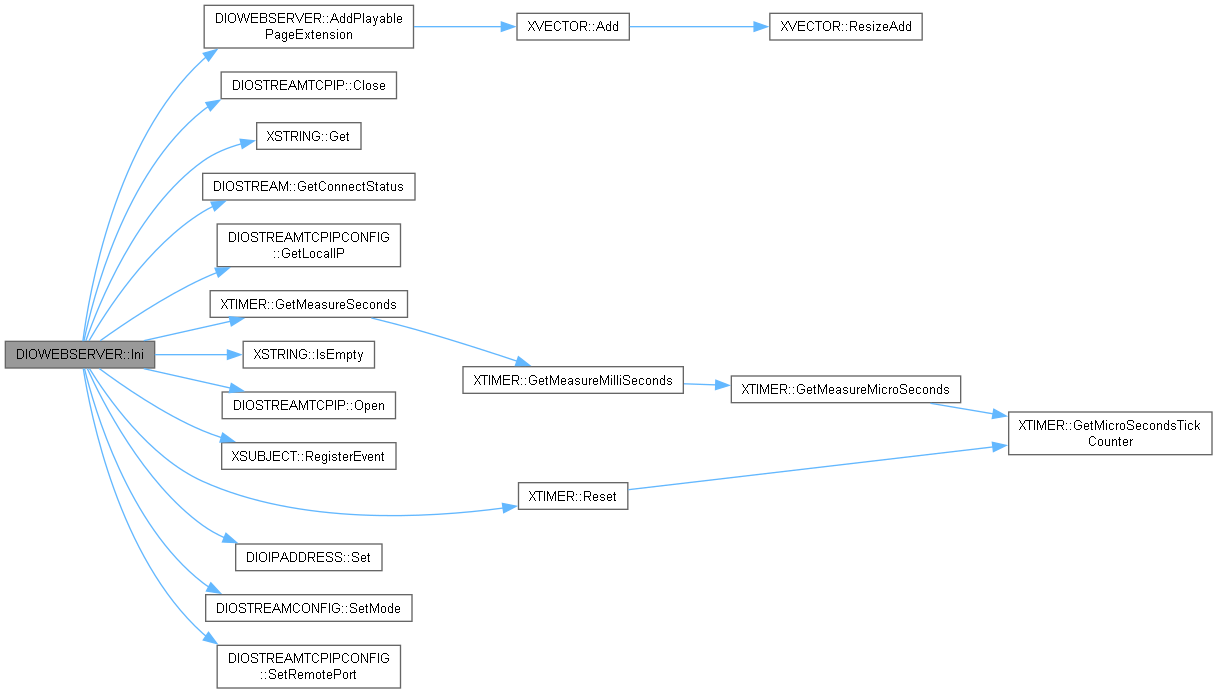 DIOWEBSERVER::AddPlayable
PageExtension
XVECTOR::Add
XVECTOR::ResizeAdd
DIOSTREAMTCPIP::Close
XSTRING::Get
DIOSTREAM::GetConnectStatus
DIOSTREAMTCPIPCONFIG
::GetLocalIP
XTIMER::GetMeasureSeconds
DIOWEBSERVER::Ini
XSTRING::IsEmpty
XTIMER::GetMeasureMilliSeconds
XTIMER::GetMeasureMicroSeconds
DIOSTREAMTCPIP::Open
XTIMER::GetMicroSecondsTick
Counter
XSUBJECT::RegisterEvent
XTIMER::Reset
DIOIPADDRESS::Set
DIOSTREAMCONFIG::SetMode
DIOSTREAMTCPIPCONFIG
::SetRemotePort